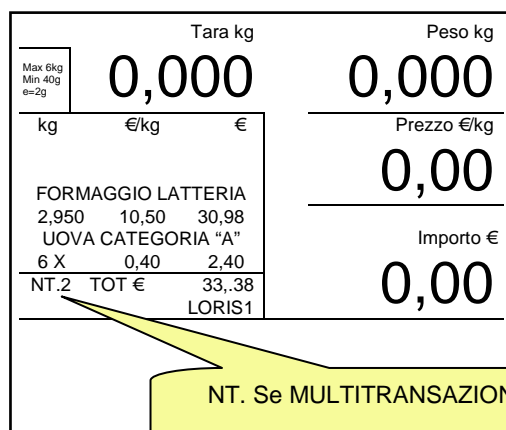 Tara kg
Peso kg
Max 6kg
Min 40g
e=2g
0,000
0,000
kg €/kg €
Prezzo €/kg
0,00
FORMAGGIO LATTERIA
2,950 10,50 30,98
UOVA CATEGORIA “A”
6 X 0,40 2,40
Importo €
0,00
NT.2 TOT € 33,.38
LORIS1
NT. Se MULTITRANSAZION